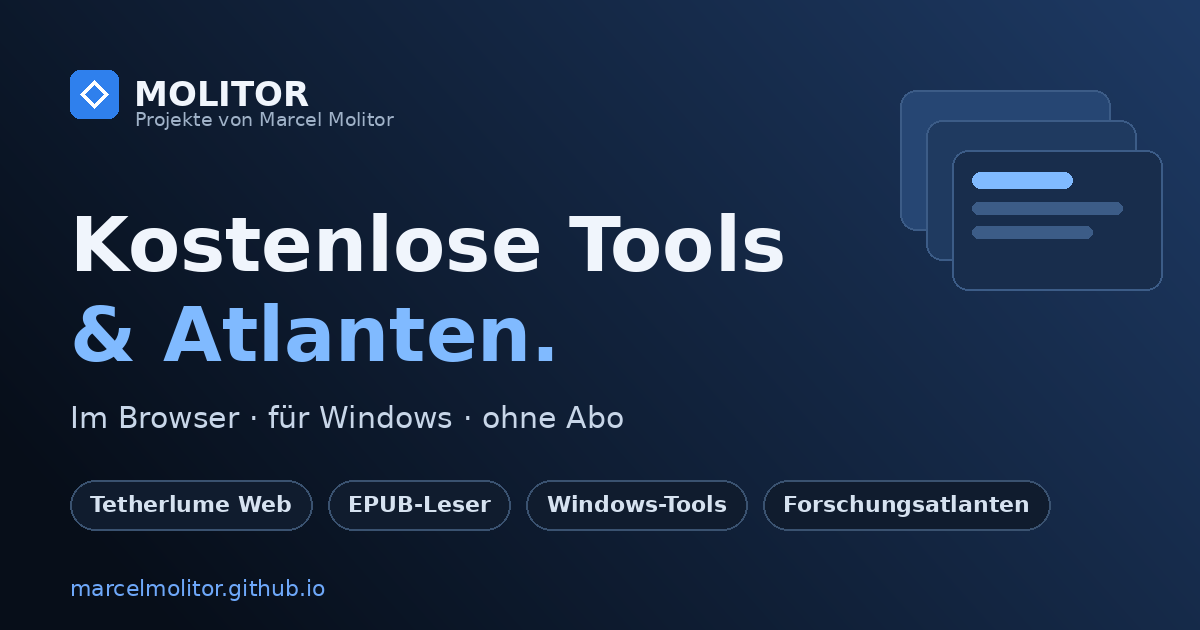 MOLITOR
Projekte von Marcel Molitor
Kostenlose Tools
& Atlanten.
Im Browser · für Windows · ohne Abo
Tetherlume Web EPUB-Leser Windows-Tools Forschungsatlanten
marcelmolitor.github.io